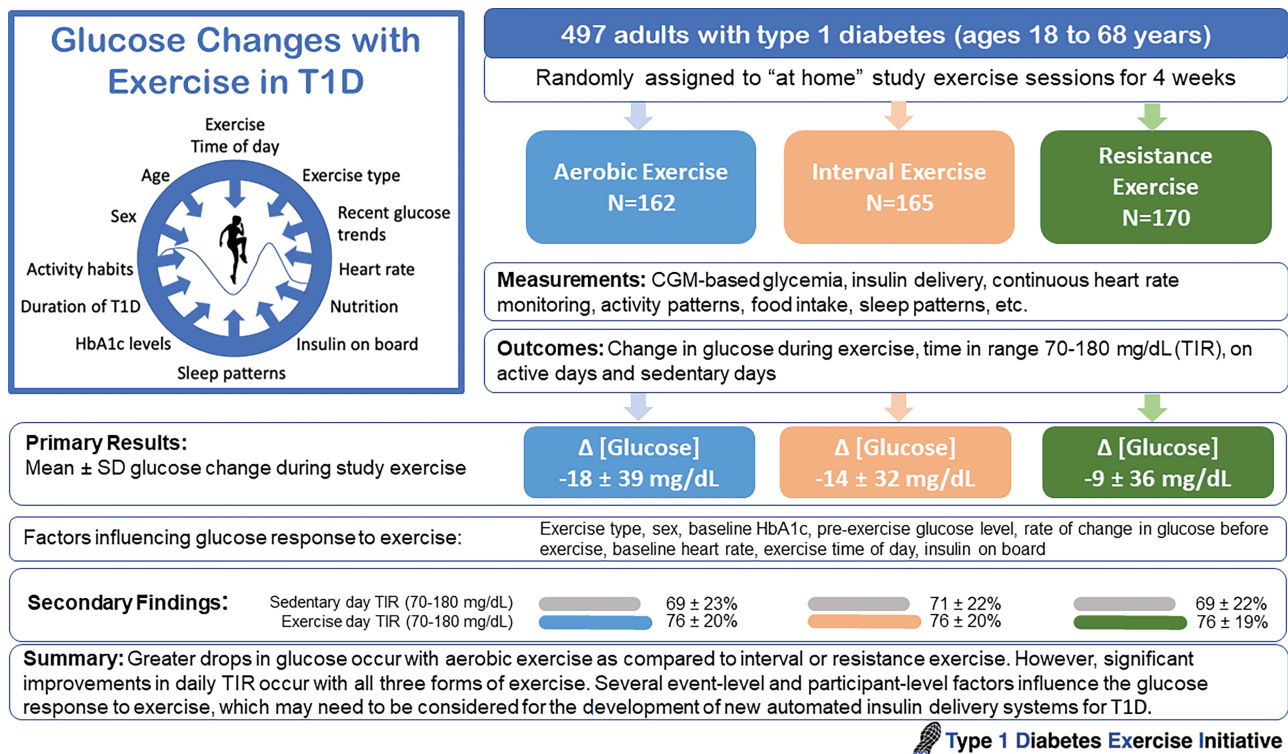 Glucose Changes with
Exercise in T1D
Exercise
Time of day
Age
Exercise type
Sex
Recent glucose
trends
Activity habits
Heart rate
Duration of T1D
Nutrition
HbA1c levels
Insulin on board
Sleep patterns
497 adults with type 1 diabetes (ages 18 to 68 years)
Randomly assigned to “at home” study exercise sessions for 4 weeks
Aerobic Exercise
N=162
Interval Exercise
N=165
Resistance
Exercise
N=170
Measurements: CGM-based glycemia, insulin delivery, continuous heart rate
monitoring, activity patterns, food intake, sleep patterns, etc.
Outcomes: Change in glucose during exercise, time in range 70-180 mg/dL (TIR), on
active days and sedentary days
Primary Results:
Mean ± SD glucose change during study exercise
Δ [Glucose]
-18 ± 39 mg/dL
Δ [Glucose]
-14 ± 32 mg/dL
Δ [Glucose]
-9 ± 36 mg/dL
Factors influencing glucose response to exercise:
Exercise type, sex, baseline HbA1c, pre-exercise glucose level, rate of change in glucose before
exercise, baseline heart rate, exercise time of day, insulin on board
Secondary Findings:
Sedentary day TIR (70-180 mg/dL) 69 ± 23% 71 ± 22% 69 ± 22%
Exercise day TIR (70-180 mg/dL) 76 ± 20% 76 ± 20% 76 ± 19%
Summary: Greater drops in glucose occur with aerobic exercise as compared to interval or resistance exercise. However, significant
improvements in daily TIR occur with all three forms of exercise. Several event-level and participant-level factors influence the glucose
response to exercise, which may need to be considered for the development of new automated insulin delivery systems for T1D.
Type 1 Diabetes Exercise Initiative